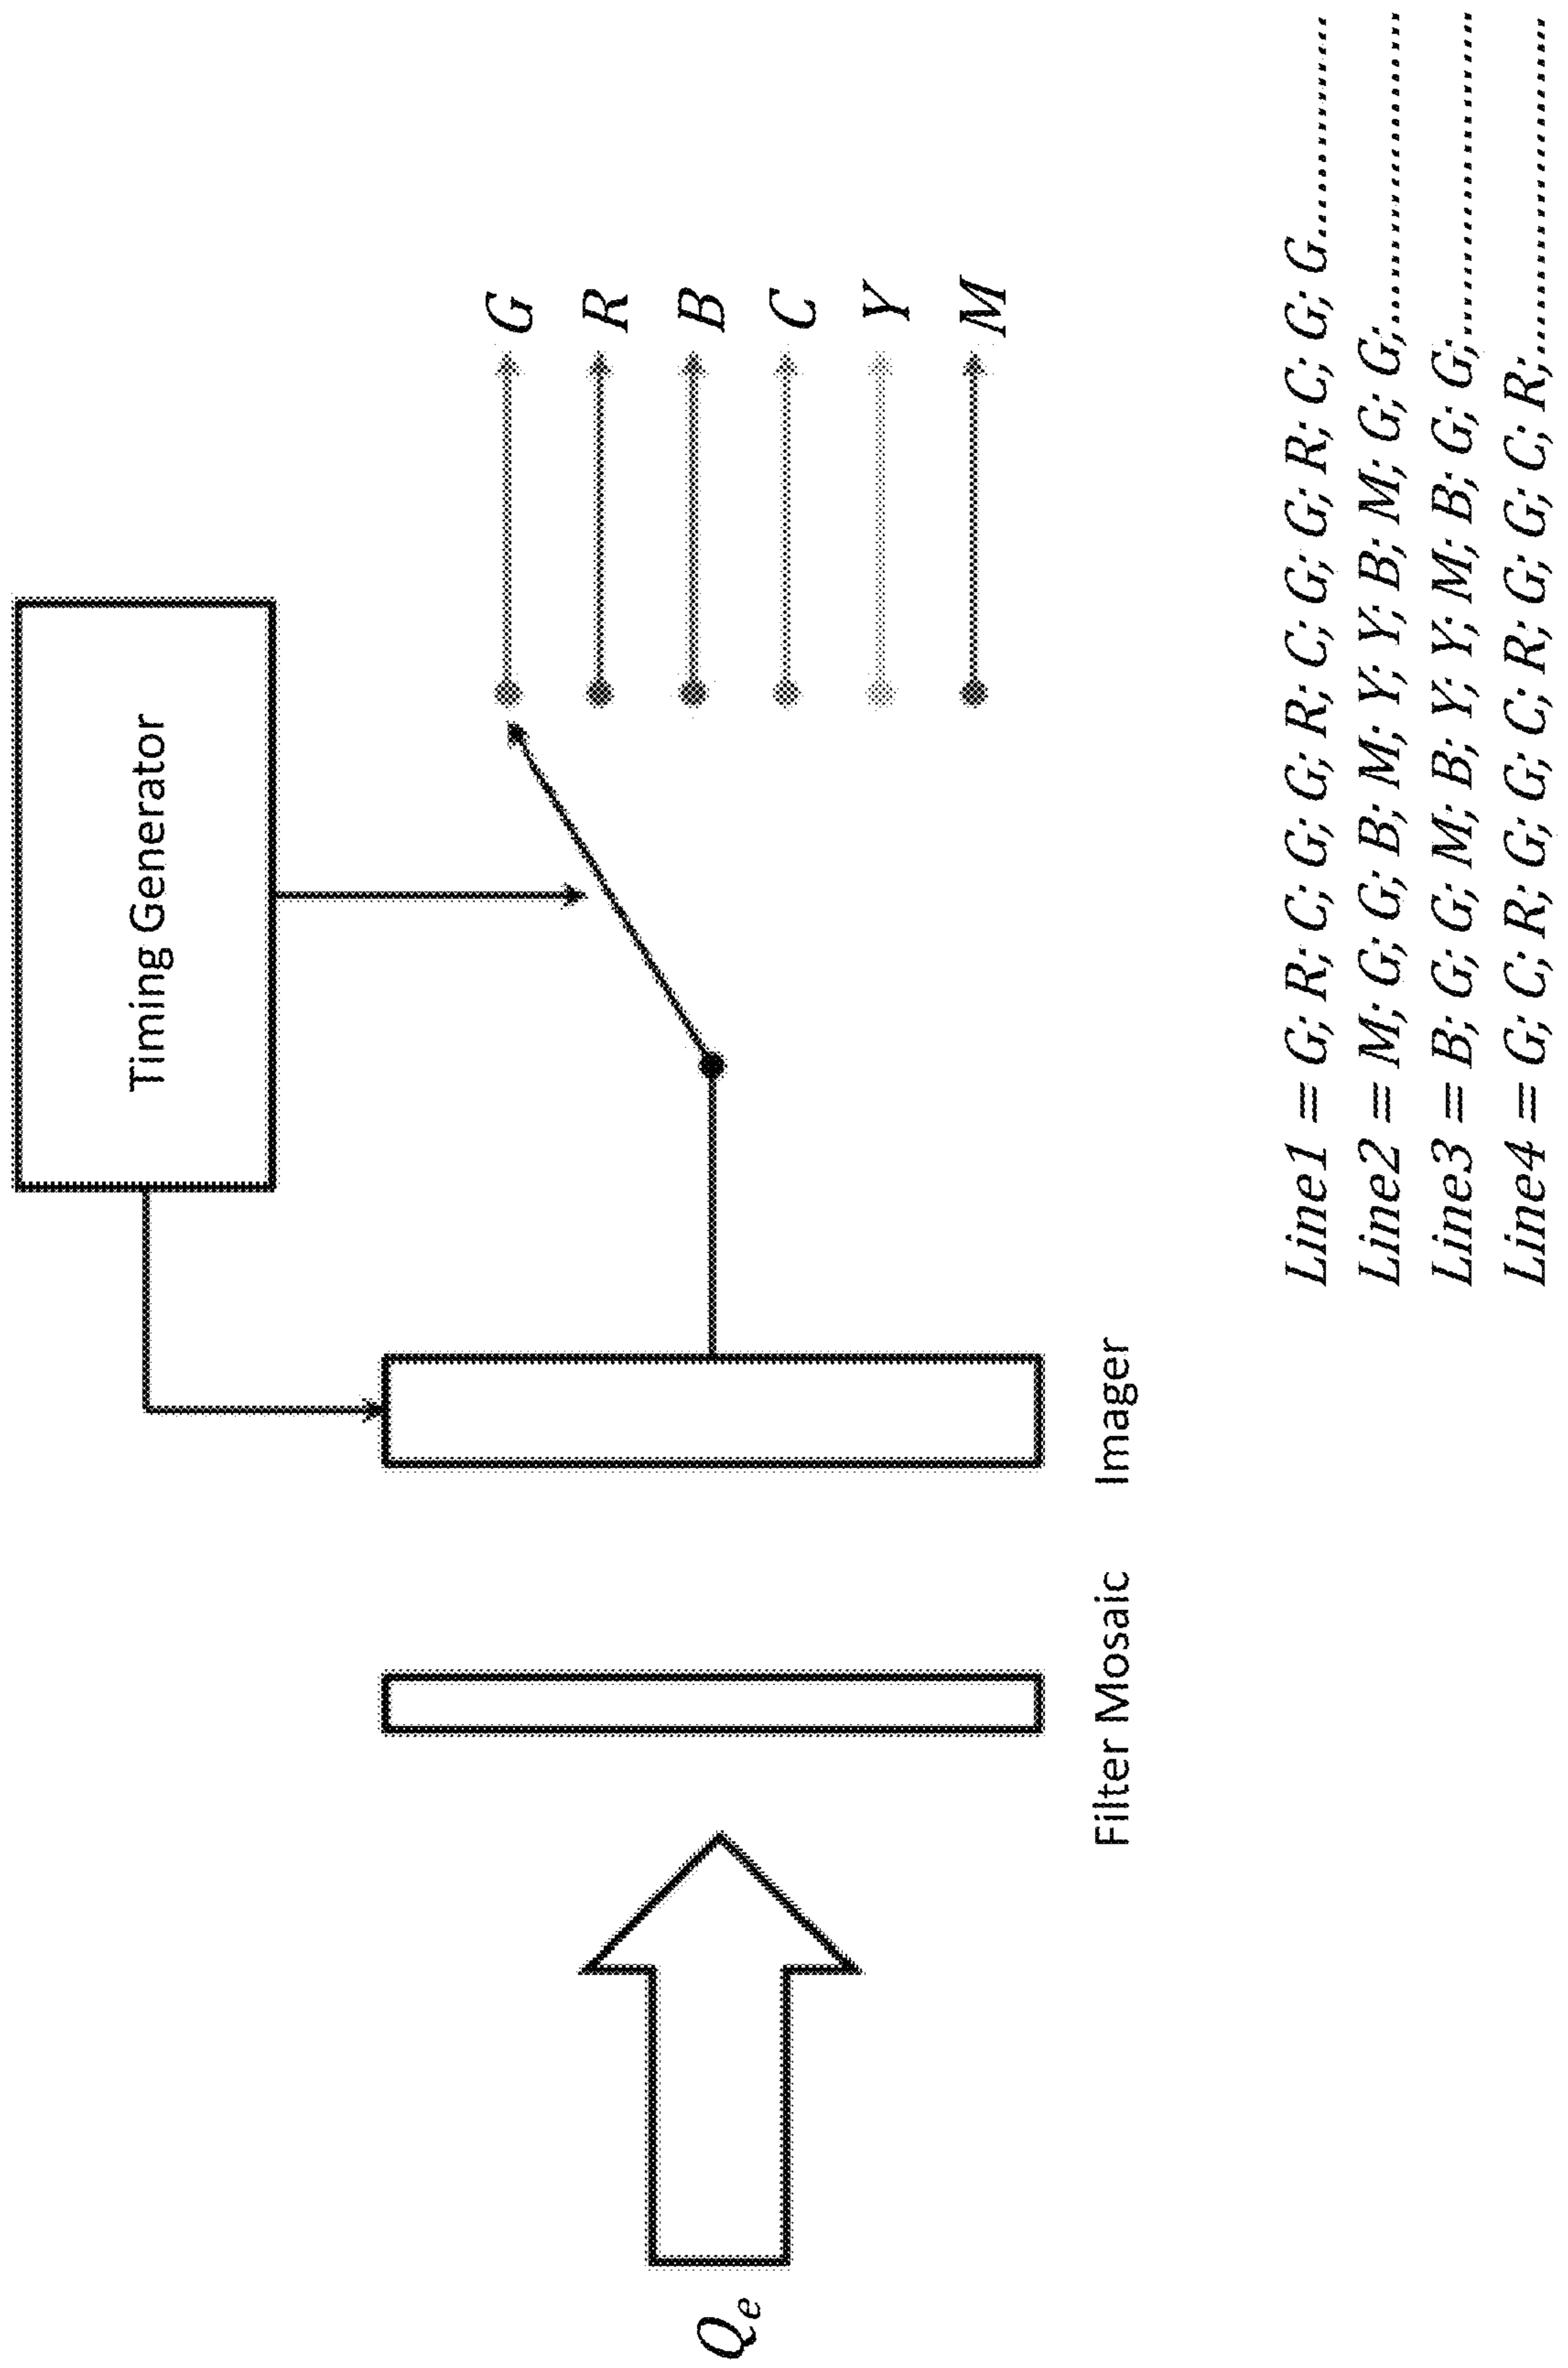 Timing Generator
G
R
B
C
Y
M
Qe
Filter Mosaic
Imager
Line1 = G; R; C; G; G; R; C; G; G; R; C; G; G..............
Line2 = M; G; G; B; M; Y; Y; B; M; G; G;....................
Line3 = B; G; G; M; B; Y; Y; M; B; G; G;.....................
Line4 = G; C; R; G; G; C; R; G; G; C; R;......................